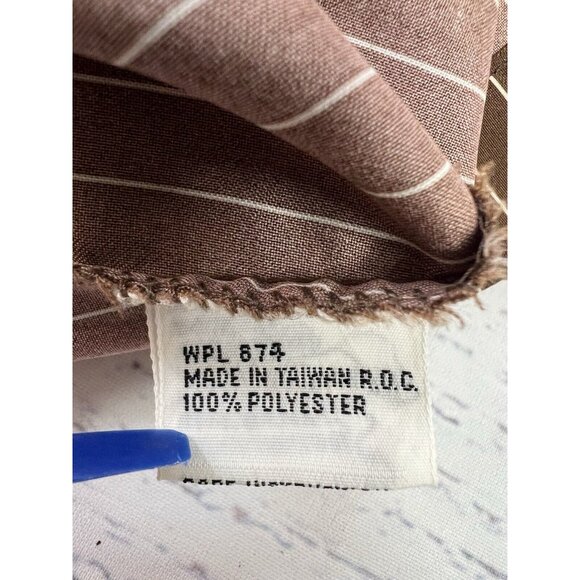 WPL 874
MADE IN TAIWAN R.O.C.
100% POLYESTER